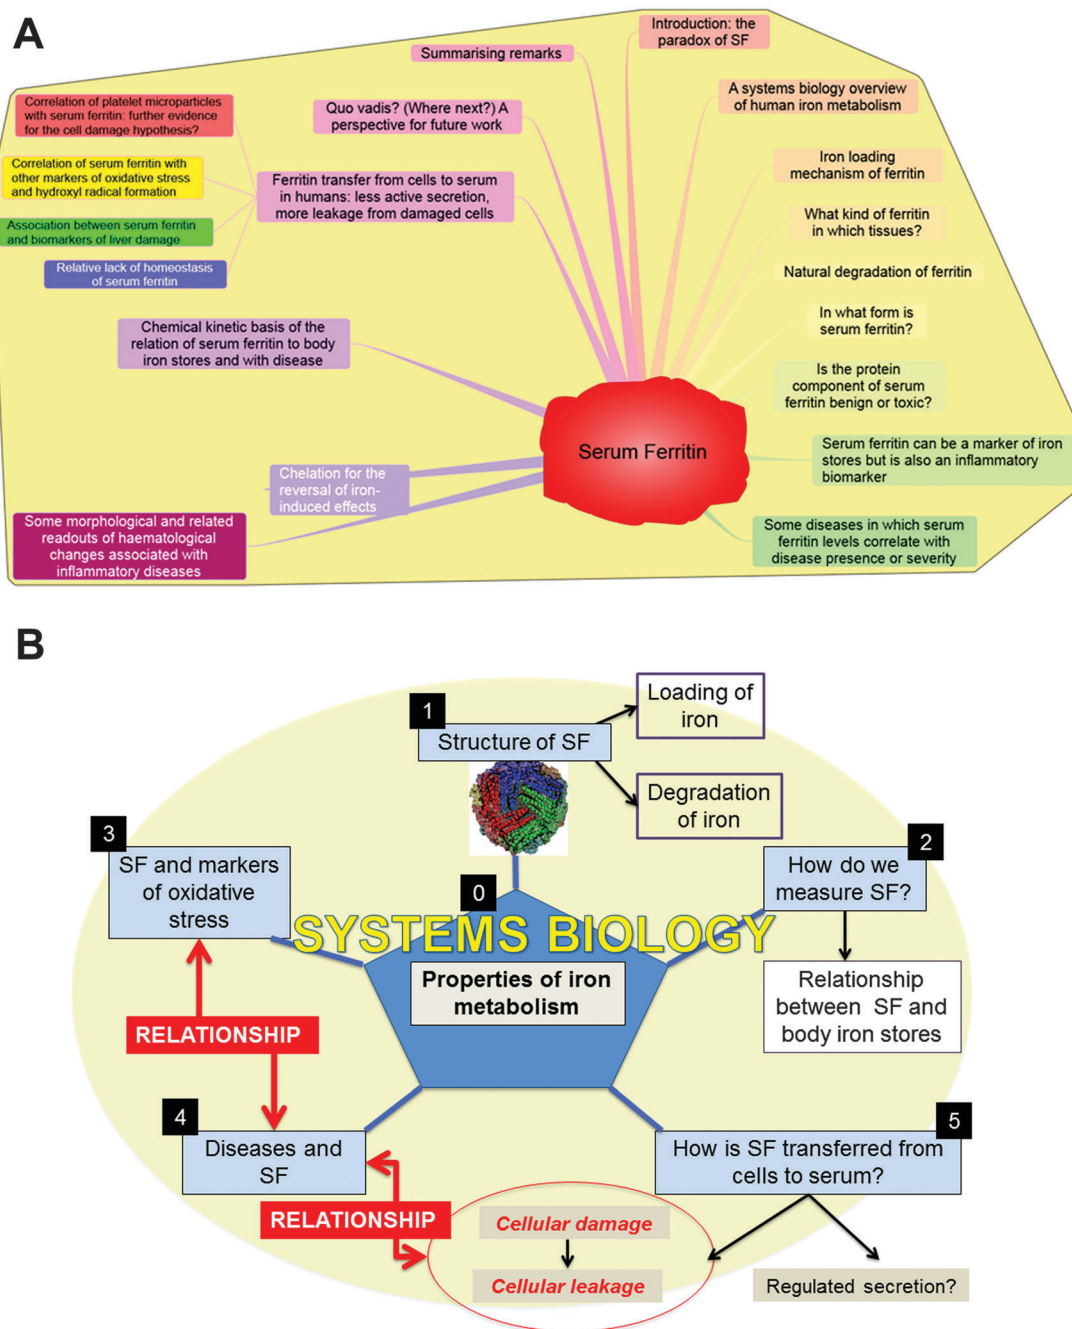 A
Introduction: the
paradox of SF
Summarising remarks
A systems biology overview
of human iron metabolism
Correlation of platelet microparticles
with serum ferritin: further evidence
for the cell damage hypothesis?
Quo vadis? (Where next?) A
perspective for future work
Iron loading
mechanism of ferritin
Correlation of serum ferritin with
other markers of oxidative stress
and hydroxyl radical formation
Ferritin transfer from cells to serum
in humans: less active secretion,
more leakage from damaged cells
What kind of ferritin
in which tissues?
Association between serum ferritin
and biomarkers of liver damage
Relative lack of homeostasis
of serum ferritin
Natural degradation of ferritin
In what form is
serum ferritin?
Chemical kinetic basis of the
relation of serum ferritin to body
iron stores and with disease
Is the protein
component of serum
ferritin benign or toxic?
Serum Ferritin
Serum ferritin can be a marker of iron
stores but is also an inflammatory
biomarker
Chelation for the
reversal of iron-
induced effects
Some morphological and related
readouts of haematological
changes associated with
inflammatory diseases
Some diseases in which serum
ferritin levels correlate with
disease presence or severity
B
1
Structure of SF
Loading of
iron
Degradation
of iron
3
SF and markers
of oxidative
stress
2
How do we
measure SF?
0
SYSTEMS BIOLOGY
Properties of iron
metabolism
Relationship
between SF and
body iron stores
RELATIONSHIP
4
Diseases and
SF
5
How is SF transferred from
cells to serum?
RELATIONSHIP
Cellular damage
Cellular leakage
Regulated secretion?